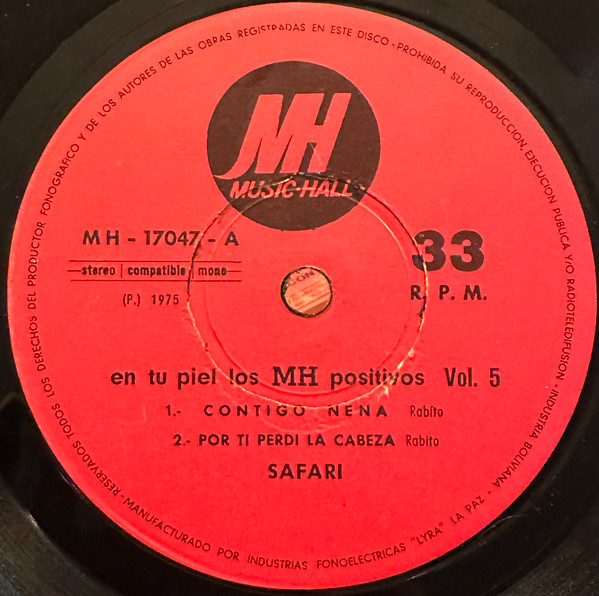 RESERVADOS TODOS LOS DERECHOS DEL PRODUCTOR FONOGRAFICO Y DE LOS AUTORES DE LAS OBRAS REGISTRADAS EN ESTE DISCO - PROHIBIDA SU REPRODUCCION, EJECUCION PUBLICA Y/O RADIOTELEDIFUSION - INDUSTRIA BOLIVIANA
MH
MUSIC-HALL
MH - 17047 - A
33
stereo | compatible | mono
R. P. M.
(P.) 1975
en tu piel los MH positivos Vol. 5
1.- CONTIGO NENA Rabito
2.- POR TI PERDI LA CABEZA Rabito
SAFARI
- MANUFACTURADO POR INDUSTRIAS FONOELECTRICAS "LYRA" LA PAZ -